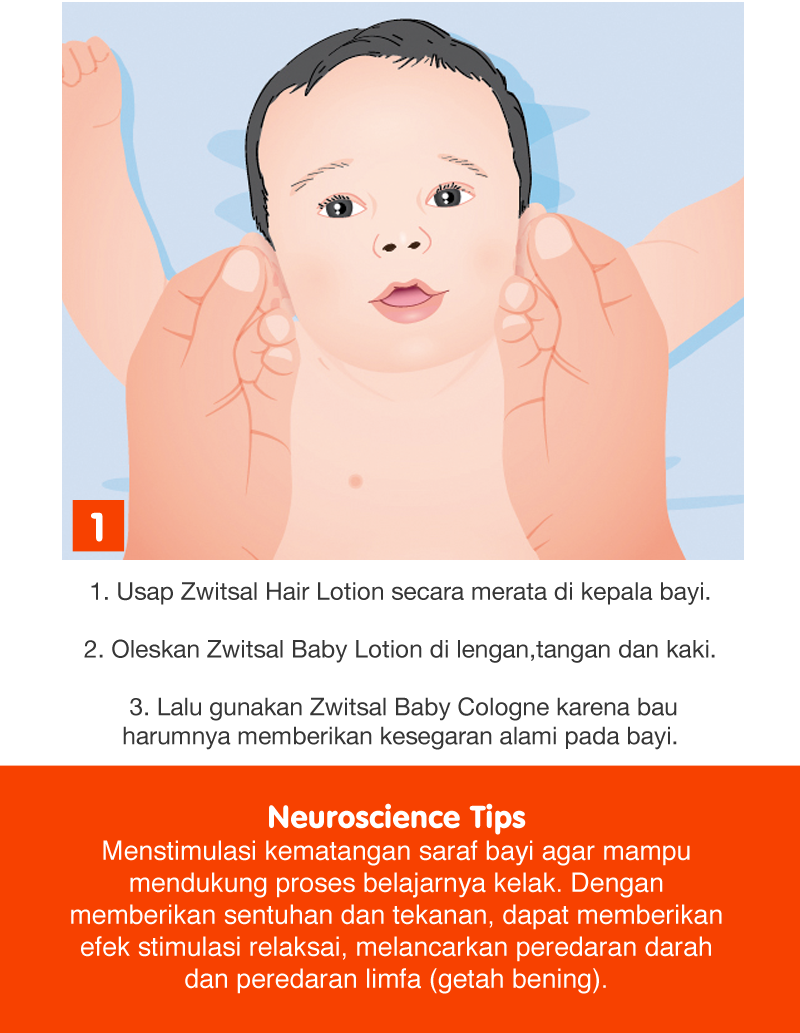 1
1. Usap Zwitsal Hair Lotion secara merata di kepala bayi.
2. Oleskan Zwitsal Baby Lotion di lengan,tangan dan kaki.
3. Lalu gunakan Zwitsal Baby Cologne karena bau
harumnya memberikan kesegaran alami pada bayi.
Neuroscience Tips
Menstimulasi kematangan saraf bayi agar mampu
mendukung proses belajarnya kelak. Dengan
memberikan sentuhan dan tekanan, dapat memberikan
efek stimulasi relaksai, melancarkan peredaran darah
dan peredaran limfa (getah bening).